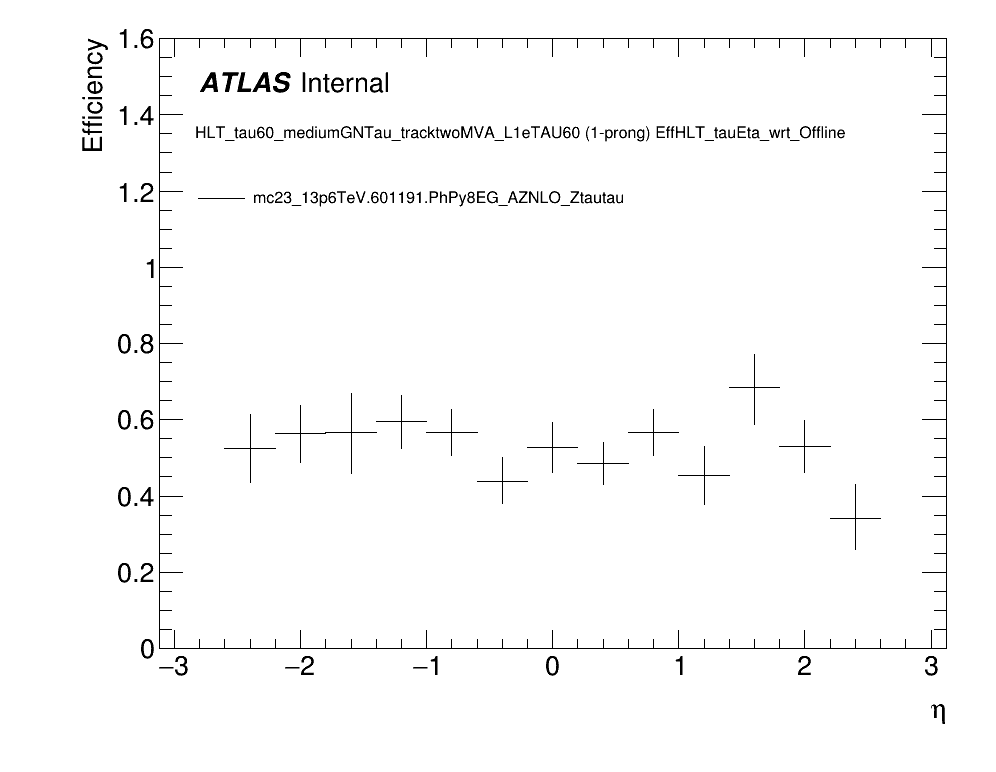 Efficiency
1.6
1.4
1.2
1
0.8
0.6
0.4
0.2
0
ATLAS Internal
HLT_tau60_mediumGNTau_tracktwoMVA_L1eTAU60 (1-prong) EffHLT_tauEta_wrt_Offline
mc23_13p6TeV.601191.PhPy8EG_AZNLO_Ztautau
−3 −2 −1 0 1 2 3
η